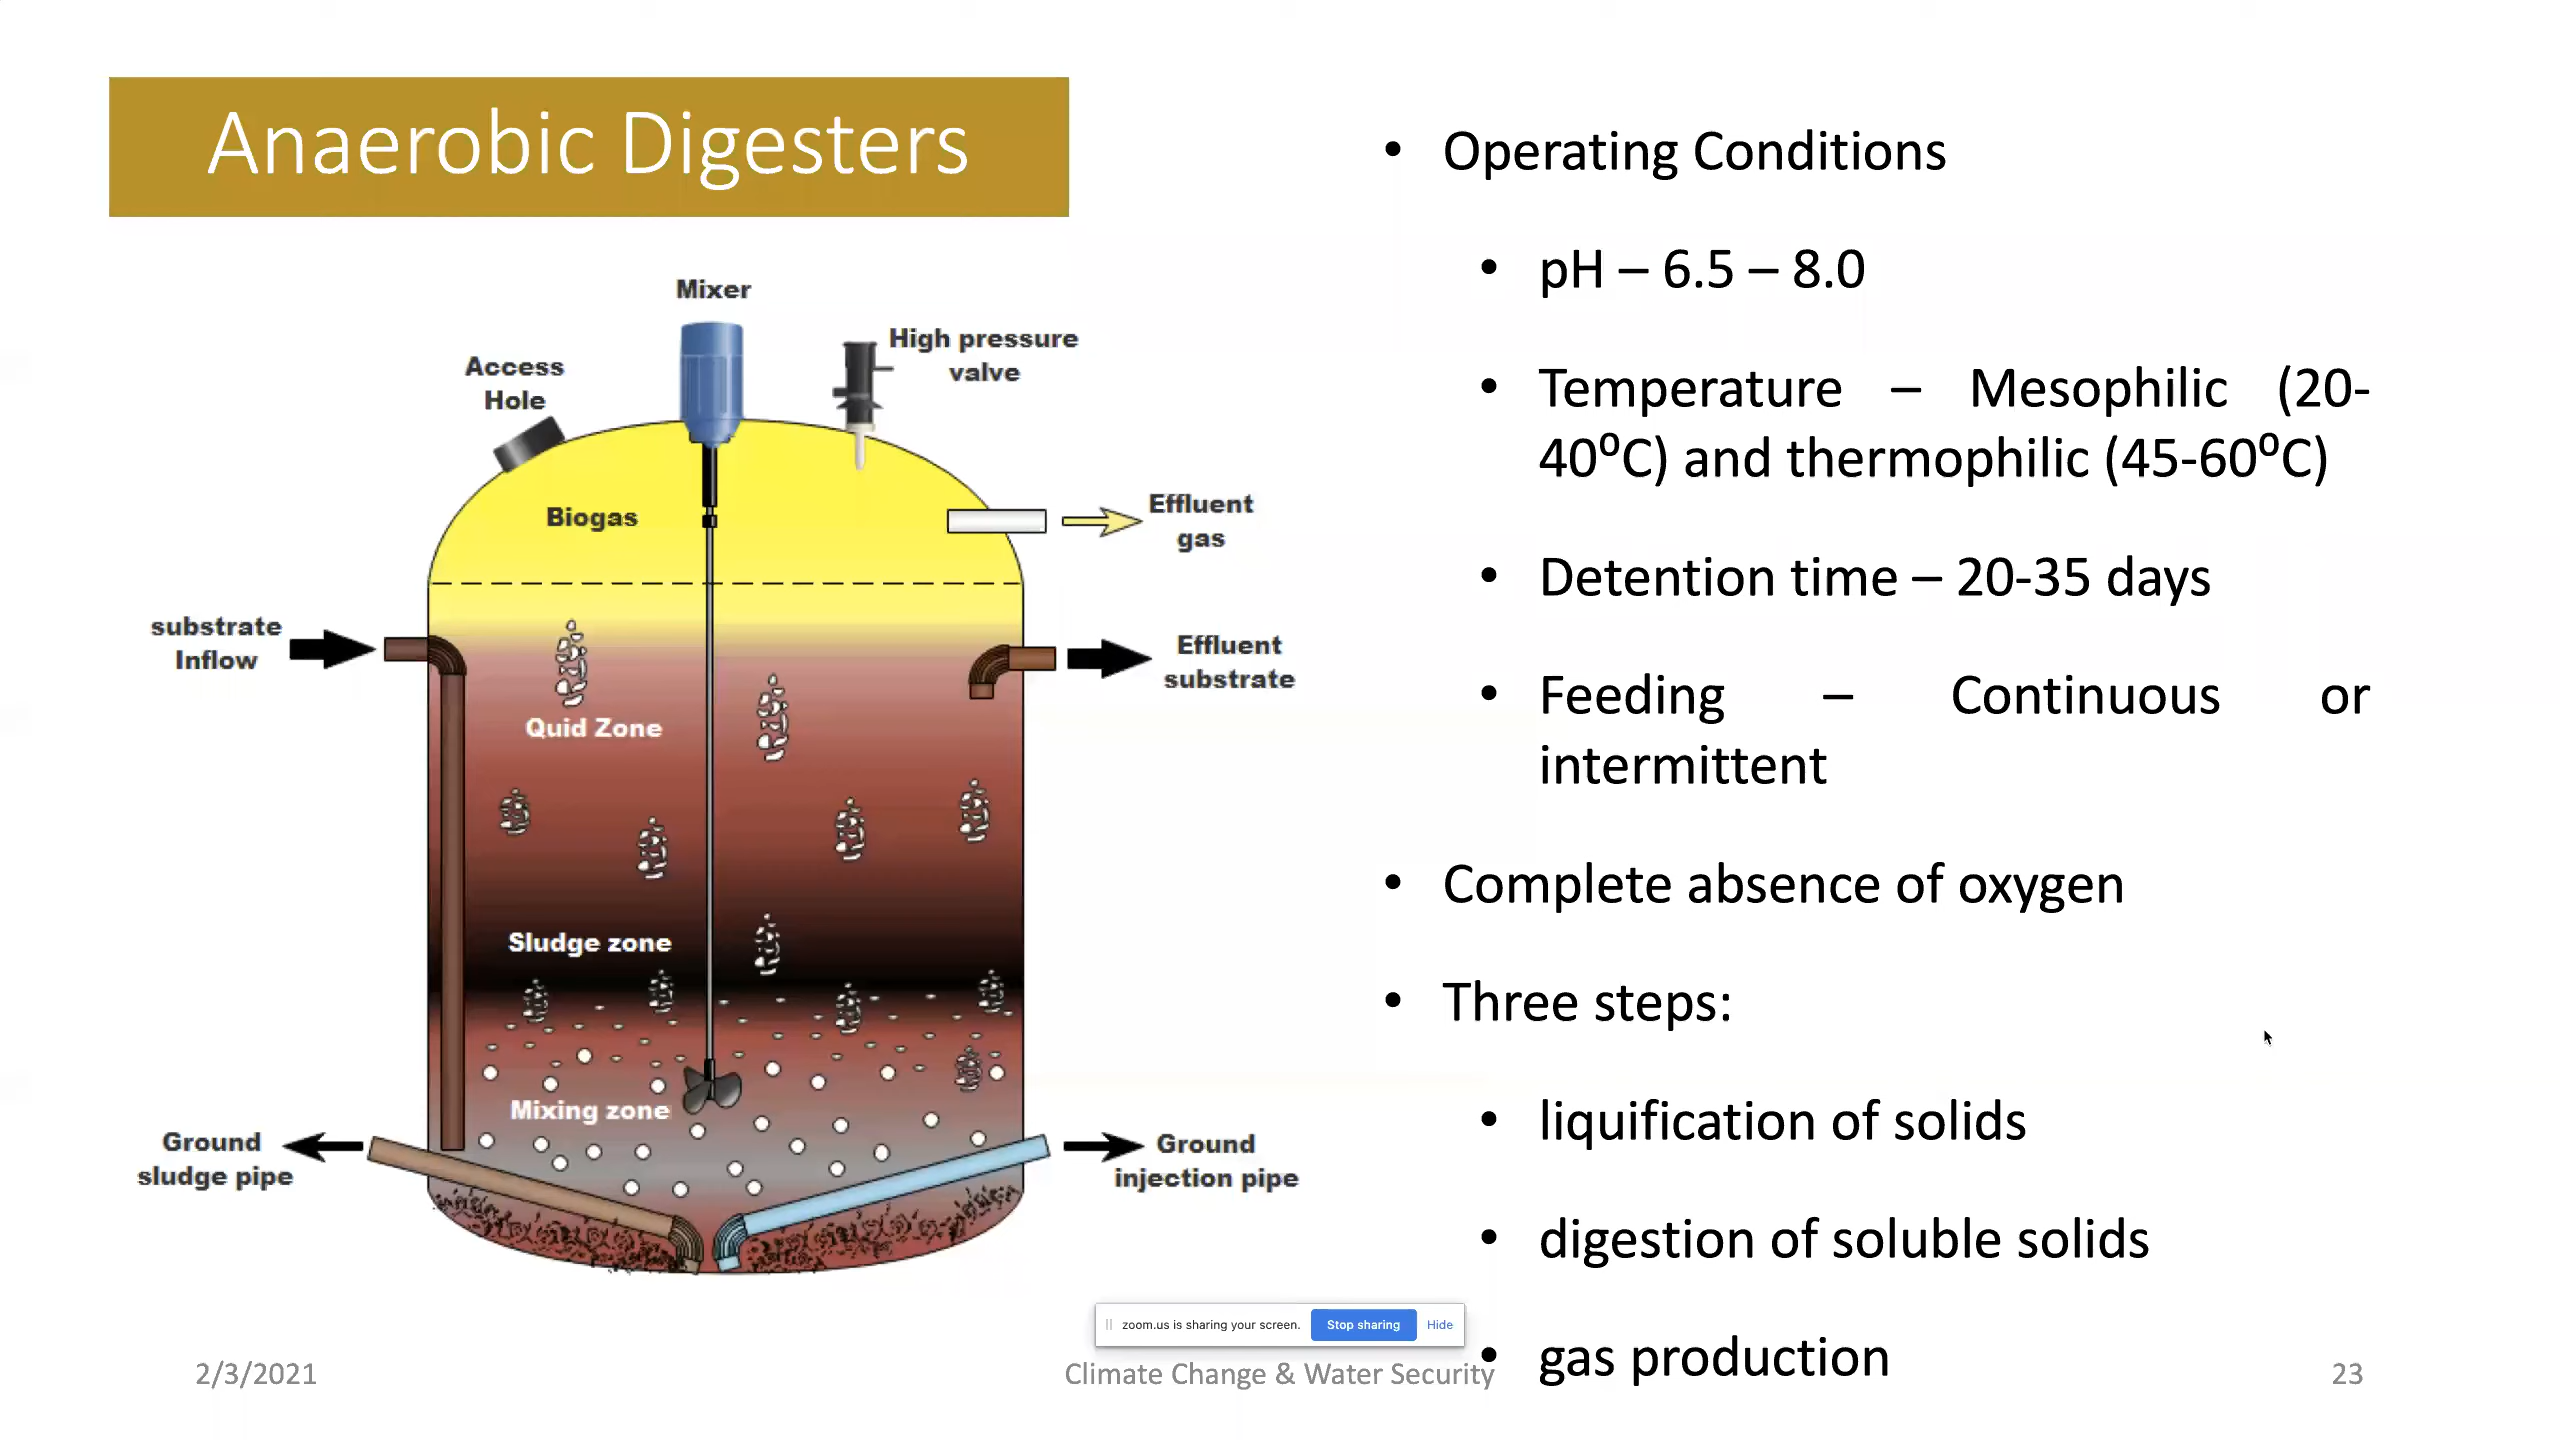 Anaerobic Digesters
Mixer
High pressure
valve
Access
Hole
Biogas
Effluent
gas
substrate
Inflow
Effluent
substrate
Quid Zone
Sludge zone
Mixing zone
Ground
sludge pipe
Ground
injection pipe
• Operating Conditions
• pH – 6.5 – 8.0
• Temperature – Mesophilic (20-
40⁰C) and thermophilic (45-60⁰C)
• Detention time – 20-35 days
• Feeding – Continuous or
intermittent
• Complete absence of oxygen
• Three steps:
• liquification of solids
• digestion of soluble solids
• gas production
zoom.us is sharing your screen. Stop sharing Hide
2/3/2021 Climate Change & Water Security 23